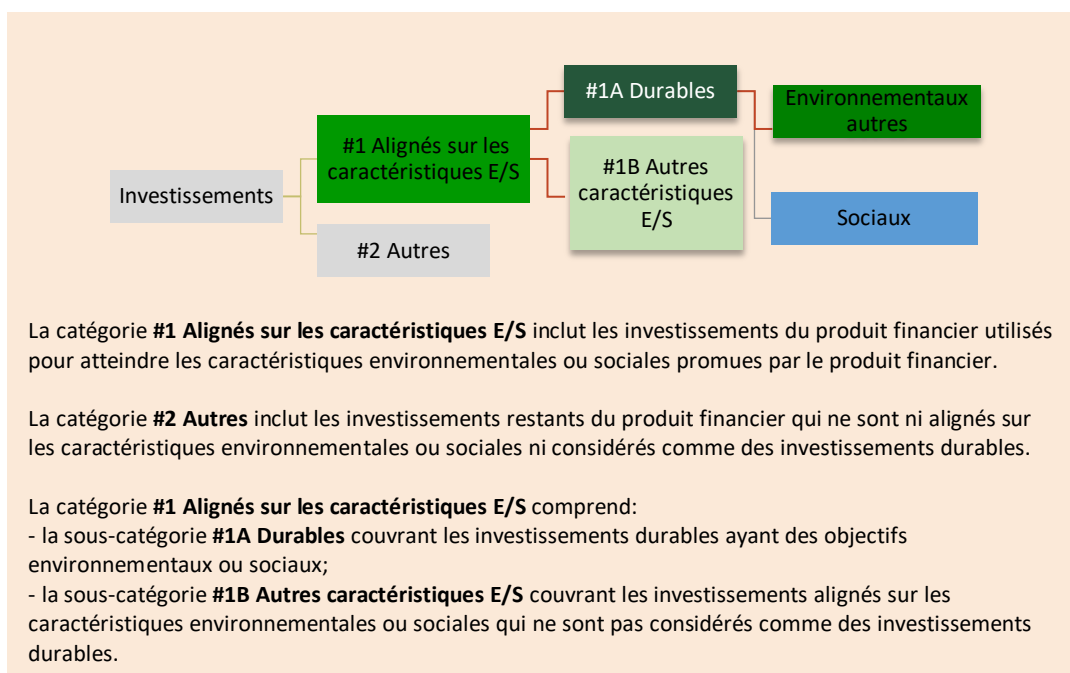 #1A Durables
Environnementaux
autres
#1 Alignés sur les
caractéristiques E/S
#1B Autres
caractéristiques
E/S
Investissements
Sociaux
#2 Autres
La catégorie #1 Alignés sur les caractéristiques E/S inclut les investissements du produit financier utilisés
pour atteindre les caractéristiques environnementales ou sociales promues par le produit financier.
La catégorie #2 Autres inclut les investissements restants du produit financier qui ne sont ni alignés sur
les caractéristiques environnementales ou sociales ni considérés comme des investissements durables.
La catégorie #1 Alignés sur les caractéristiques E/S comprend:
- la sous-catégorie #1A Durables couvrant les investissements durables ayant des objectifs
environnementaux ou sociaux;
- la sous-catégorie #1B Autres caractéristiques E/S couvrant les investissements alignés sur les
caractéristiques environnementales ou sociales qui ne sont pas considérés comme des investissements
durables.